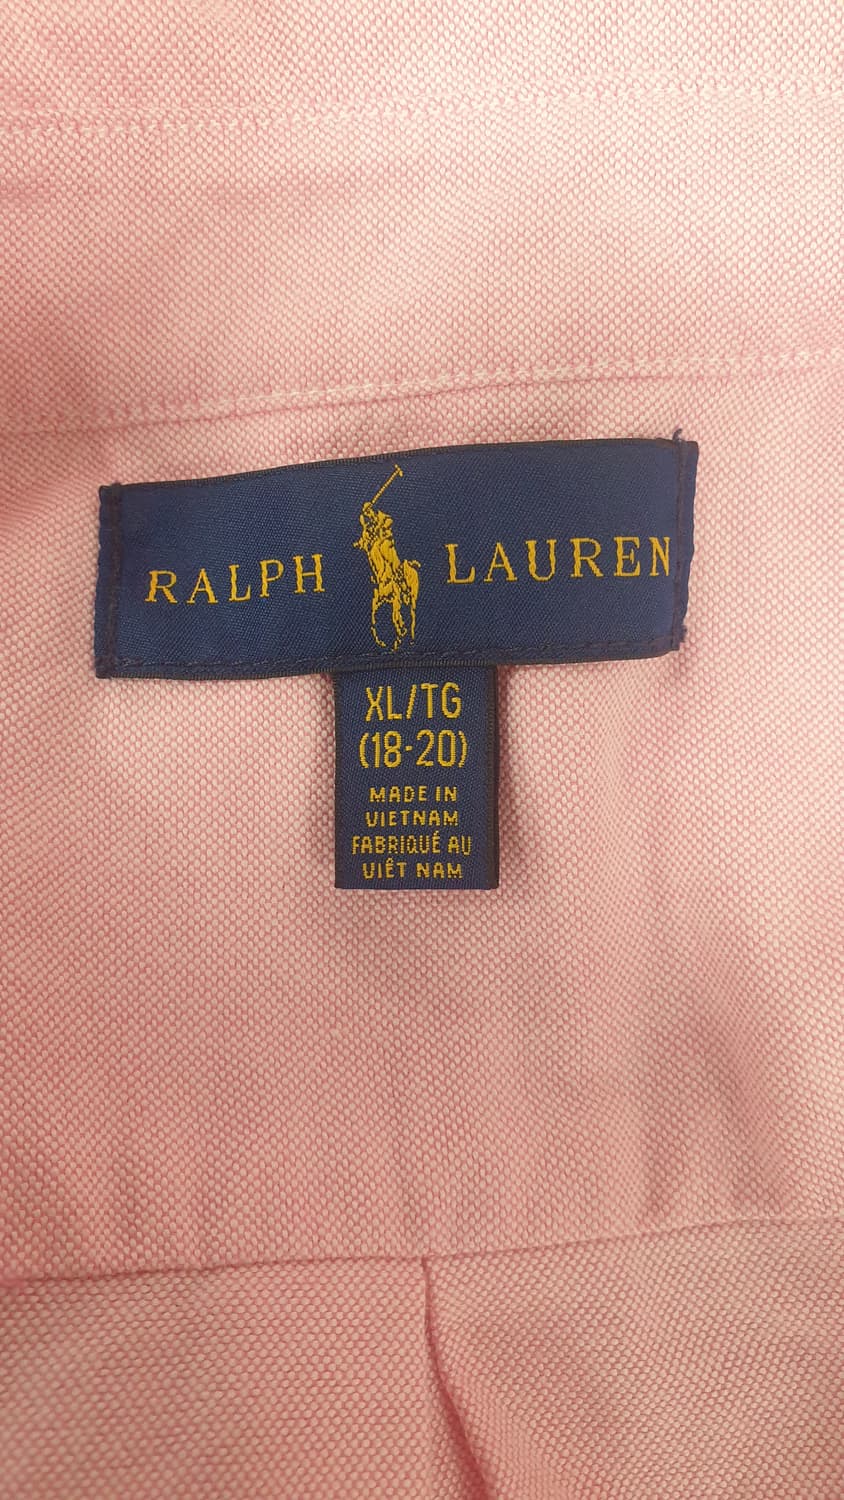 RALPH LAUREN
XL/TG
(18-20)
MADE IN
VIETNAM
FABRIQUÉ AU
VIÊT NAM